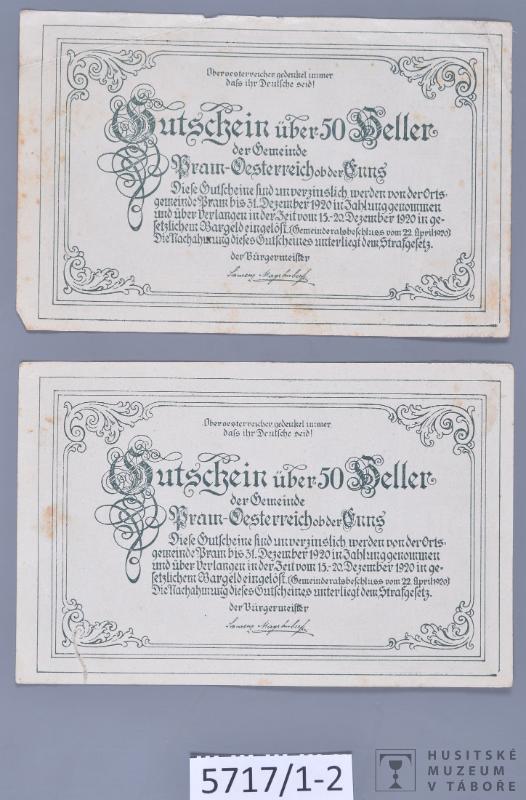 Oberoesterreicher gedenket immer
dass ihr Deutsche seid!
Gutschein über 50 Heller
der Gemeinde
Pram-Oesterreich ob der Enns
Diese Gutscheine sind unverzinslich, werden von der Orts-
gemeinde Pram bis 31. Dezember 1920 in Zahlung genommen
und über Verlangen in der Zeit vom 15.-20. Dezember 1920 in ge-
setzlichem Bargeld eingelöst. (Gemeinderatsbeschluss vom 22. April 1920)
Die Nachahmung dieses Gutscheines unterliegt dem Strafgesetz.
der Bürgermeister
Oberoesterreicher gedenket immer
dass ihr Deutsche seid!
Gutschein über 50 Heller
der Gemeinde
Pram-Oesterreich ob der Enns
Diese Gutscheine sind unverzinslich, werden von der Orts-
gemeinde Pram bis 31. Dezember 1920 in Zahlung genommen
und über Verlangen in der Zeit vom 15.-20. Dezember 1920 in ge-
setzlichem Bargeld eingelöst. (Gemeinderatsbeschluss vom 22. April 1920)
Die Nachahmung dieses Gutscheines unterliegt dem Strafgesetz.
der Bürgermeister
5717/1-2
HUSITSKÉ
MUZEUM
V TÁBOŘE